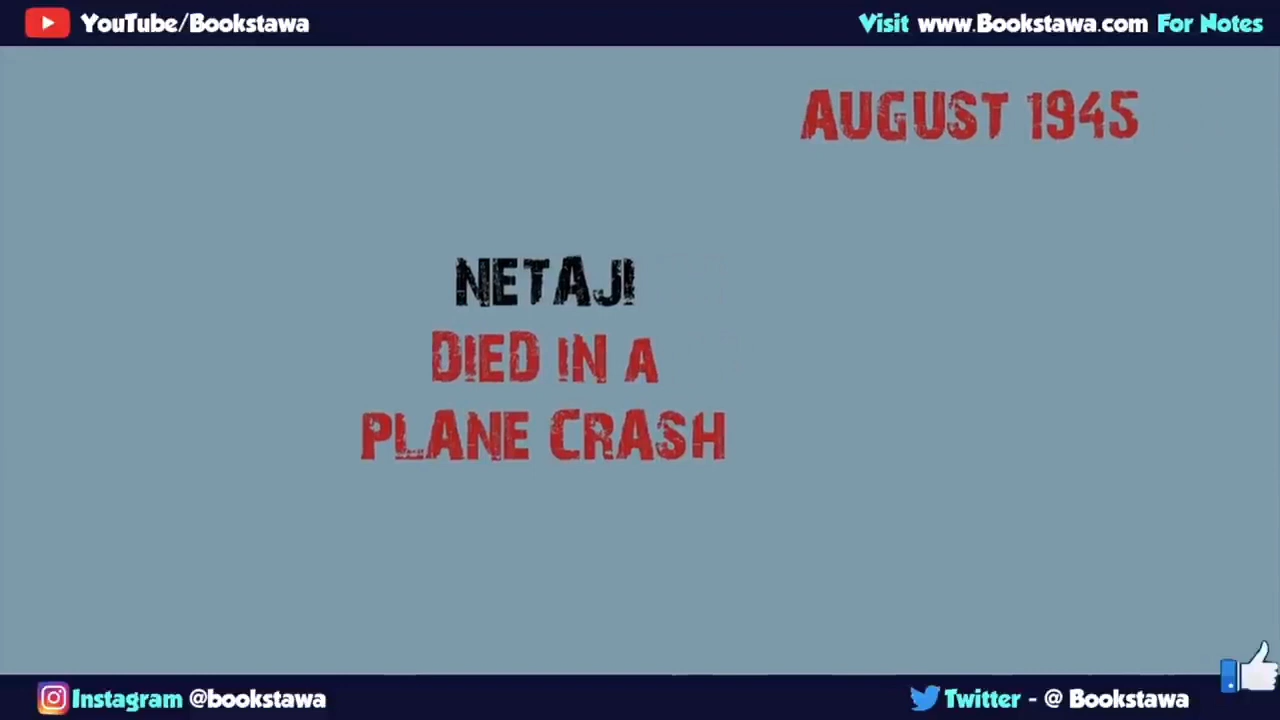 YouTube/Bookstawa
Visit www.Bookstawa.com For Notes
AUGUST 1945
NETAJI
DIED IN A
PLANE CRASH
Instagram @bookstawa
Twitter - @ Bookstawa